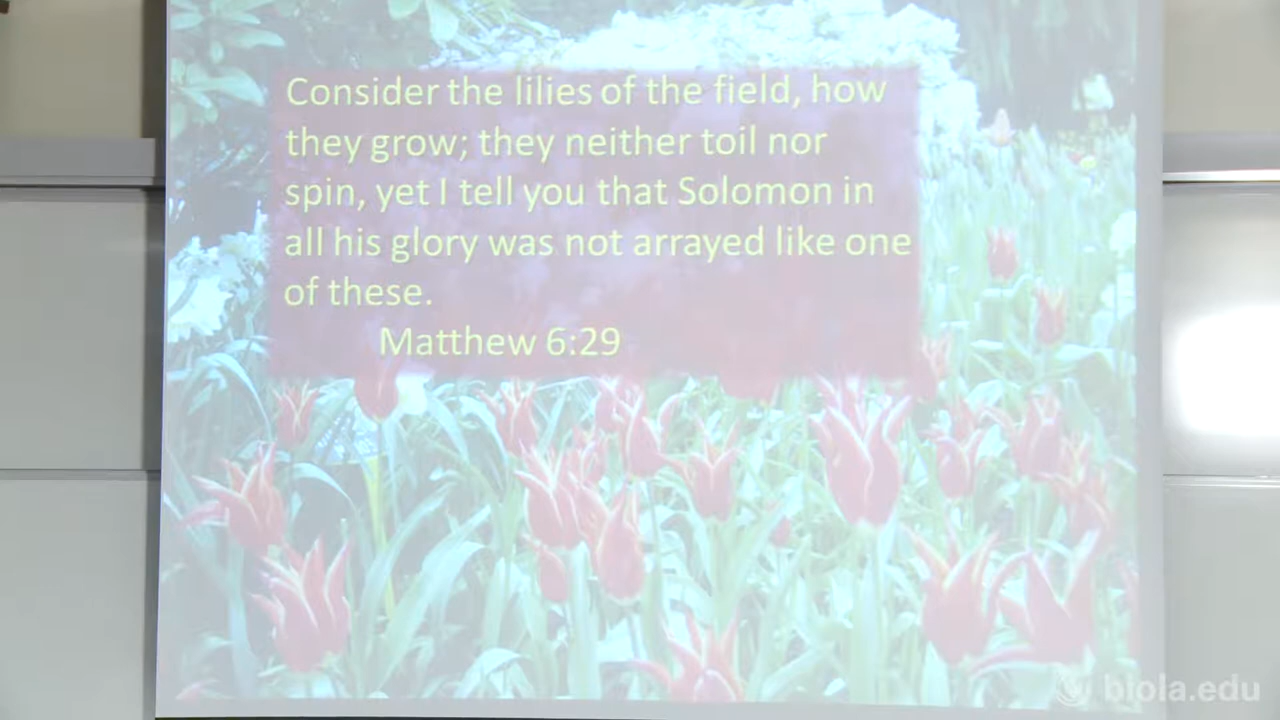 Consider the lilies of the field, how
they grow; they neither toil nor
spin, yet I tell you that Solomon in
all his glory was not arrayed like one
of these.
Matthew 6:29
biola.edu